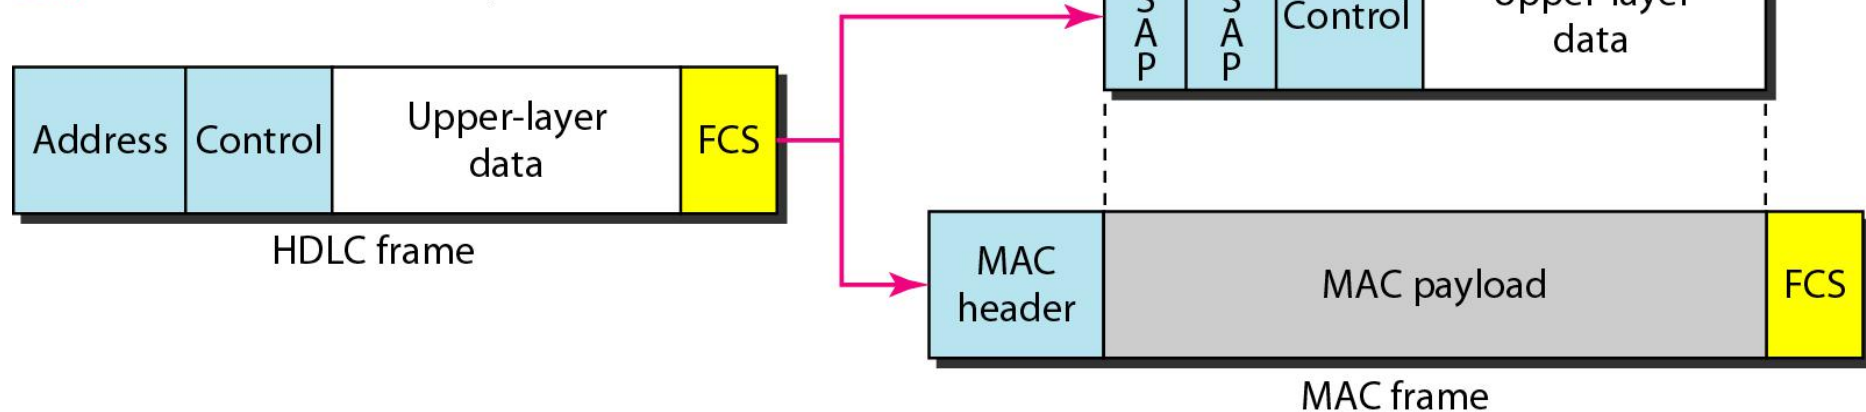 Address
Control
Upper-layer
data
FCS
HDLC frame
S
A
P
S
A
P
Control
data
MAC
header
MAC payload
FCS
MAC frame